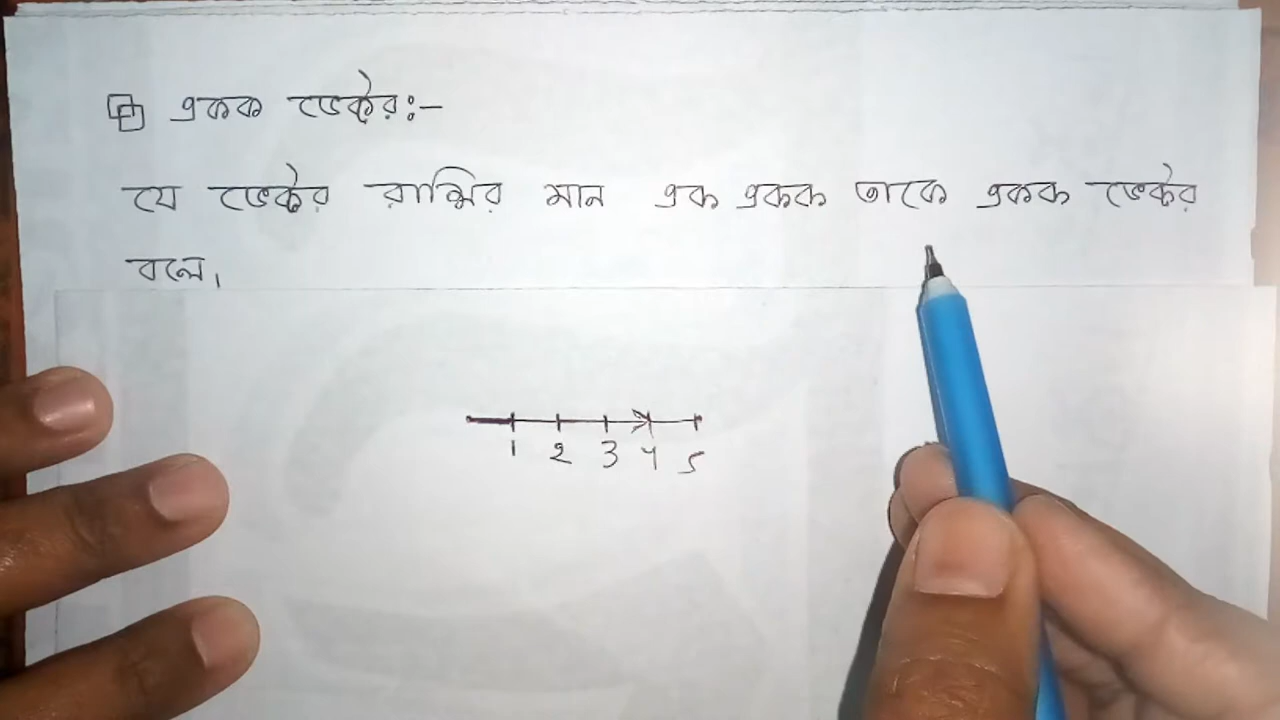 একক ভেক্টর:-
যে ভেক্টর রাশির মান এক একক তাকে একক ভেক্টর
বলে।
1 2 3 4 5